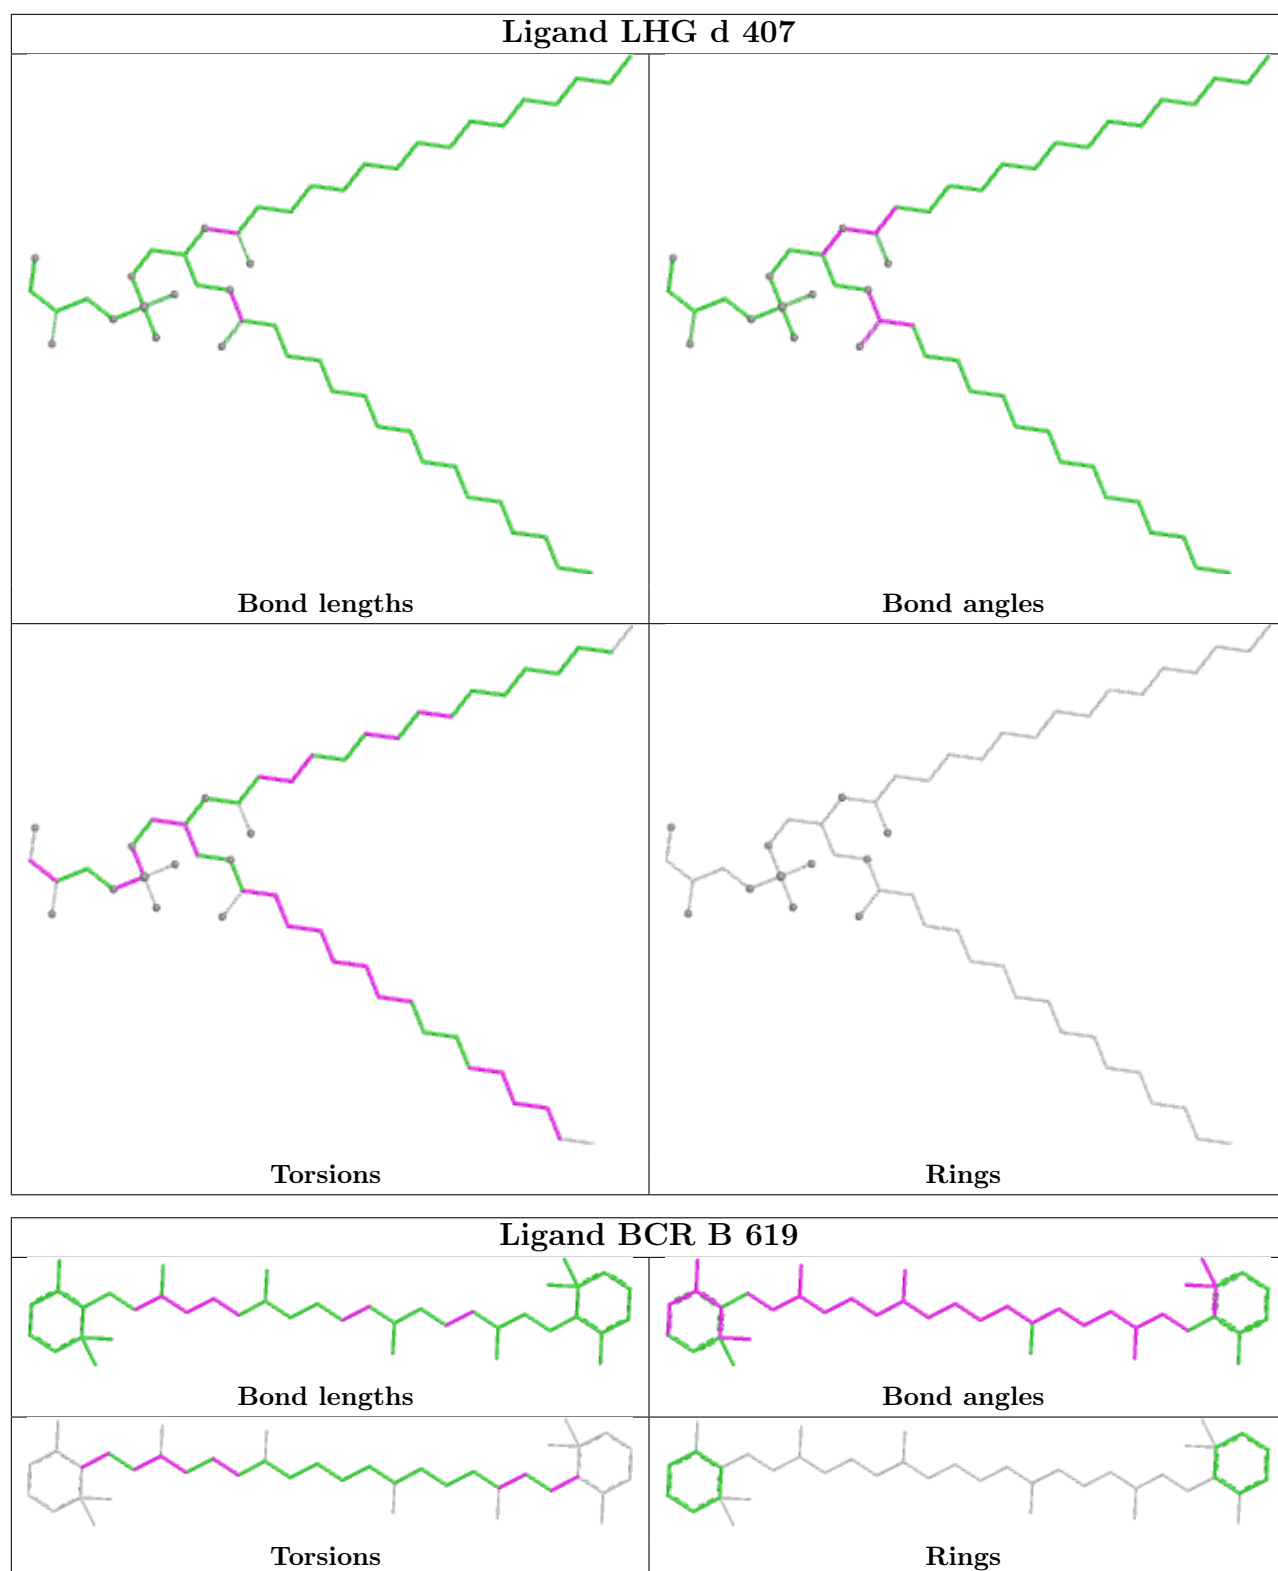 Ligand LHG d 407
Bond lengths
Bond angles
Torsions
Rings
Ligand BCR B 619
Bond lengths
Bond angles
Torsions
Rings